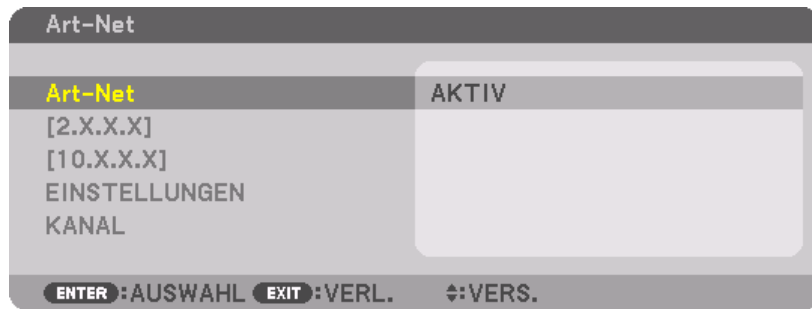 Art-Net
Art-Net AKTIV
[2.X.X.X]
[10.X.X.X]
EINSTELLUNGEN
KANAL
ENTER:AUSWAHL EXIT:VERL. ◆:VERS.